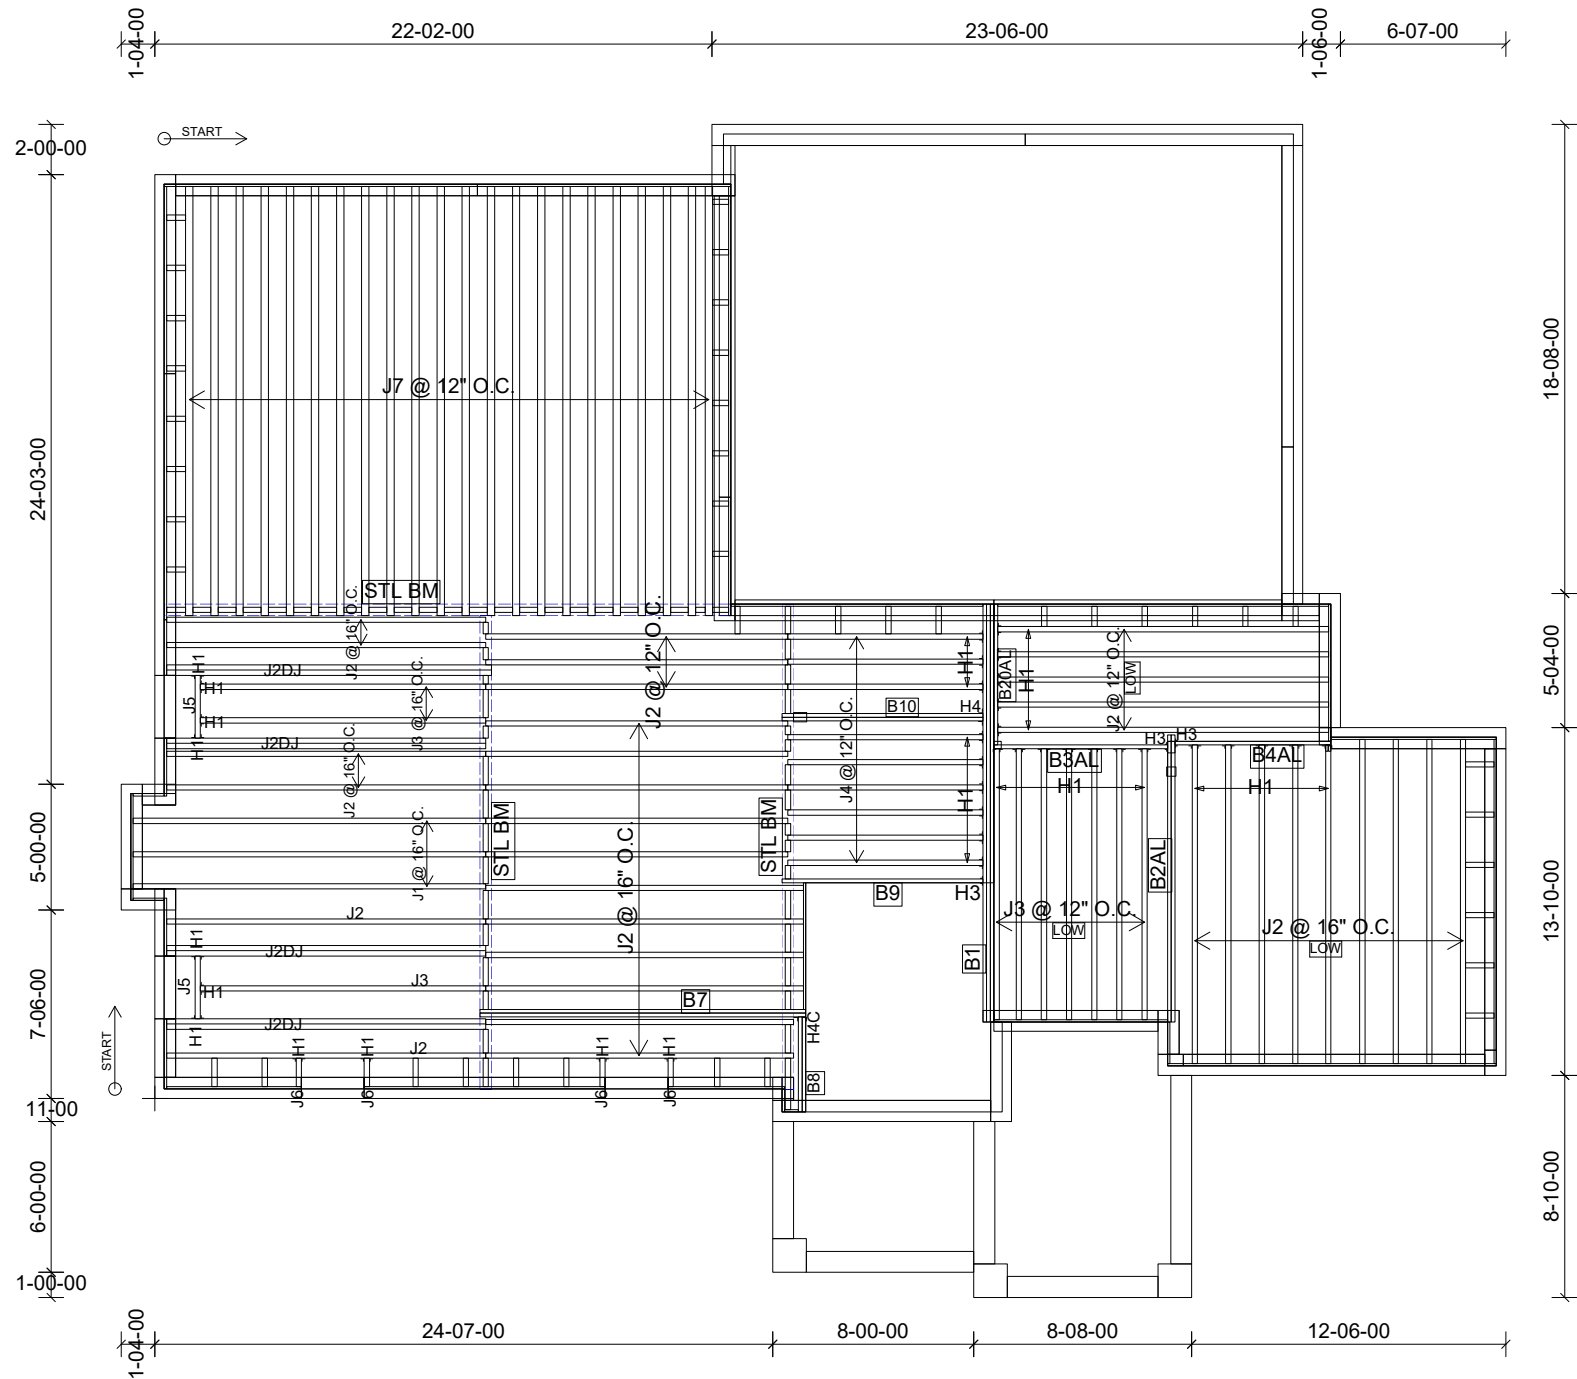 1-04-00
22-02-00
23-06-00
1-06-00
6-07-00
START
2-00-00
24-03-00
5-00-00
7-06-00
11-00
6-00-00
1-00-00
18-08-00
5-04-00
13-10-00
8-10-00
J7 @ 12" O.C.
STL BM
J2 @ 16" O.C.
J2 @ 12" O.C.
H1
J2DJ
H1
J5
J3 @ 16" O.C.
H1
H1
J2DJ
J2 @ 16" O.C.
J4 @ 12" O.C.
H1
B10
H4
B20AL
H1
J2 @ 12" O.C.
LOW
H3
H3
B3AL
B4AL
H1
H1
H1
STL BM
STL BM
J1 @ 16" O.C.
J2 @ 16" O.C.
B9
H3
B2AL
J3 @ 12" O.C.
LOW
J2 @ 16" O.C.
LOW
J2
H1
J2DJ
B1
J3
J5
H1
B7
H1
J2DJ
H4C
J2
H1
H1
H1
H1
B8
J6
J6
J6
J6
START
1-04-00
24-07-00
8-00-00
8-08-00
12-06-00